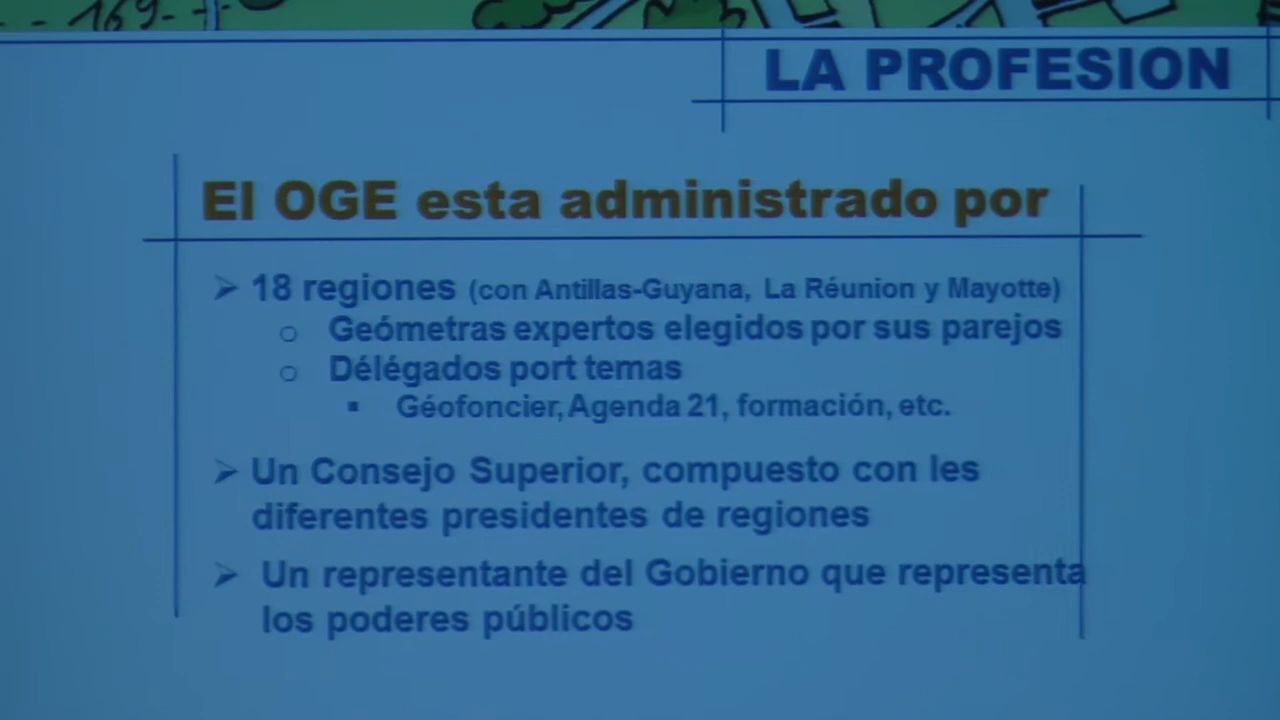 169
LA PROFESION
El OGE esta administrado por
18 regiones (con Antillas-Guyana, La Réunion y Mayotte)
Geómetras expertos elegidos por sus parejos
Délégados port temas
Géofoncier, Agenda 21, formación, etc.
Un Consejo Superior, compuesto con les
diferentes presidentes de regiones
Un representante del Gobierno que representa
los poderes públicos